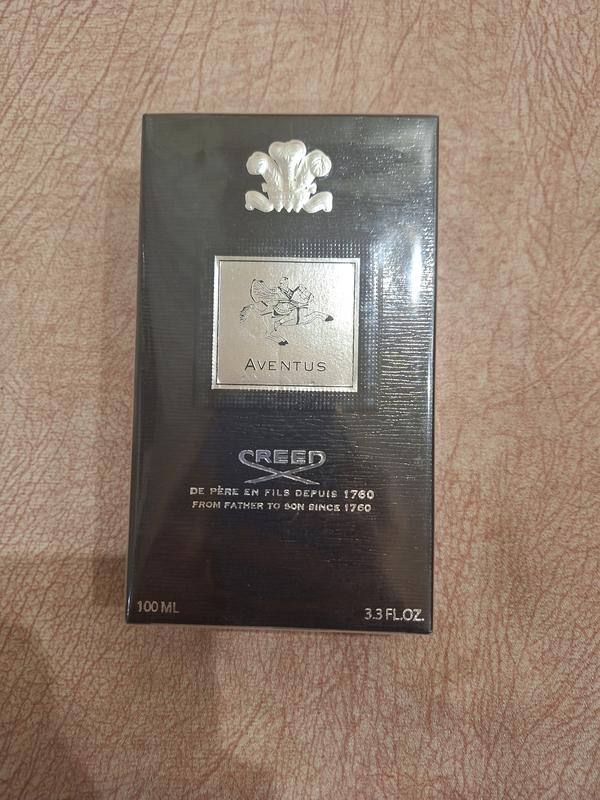 AVENTUS
CREED
DE PÈRE EN FILS DEPUIS 1760
FROM FATHER TO SON SINCE 1760
100 ML
3.3 FL.OZ.